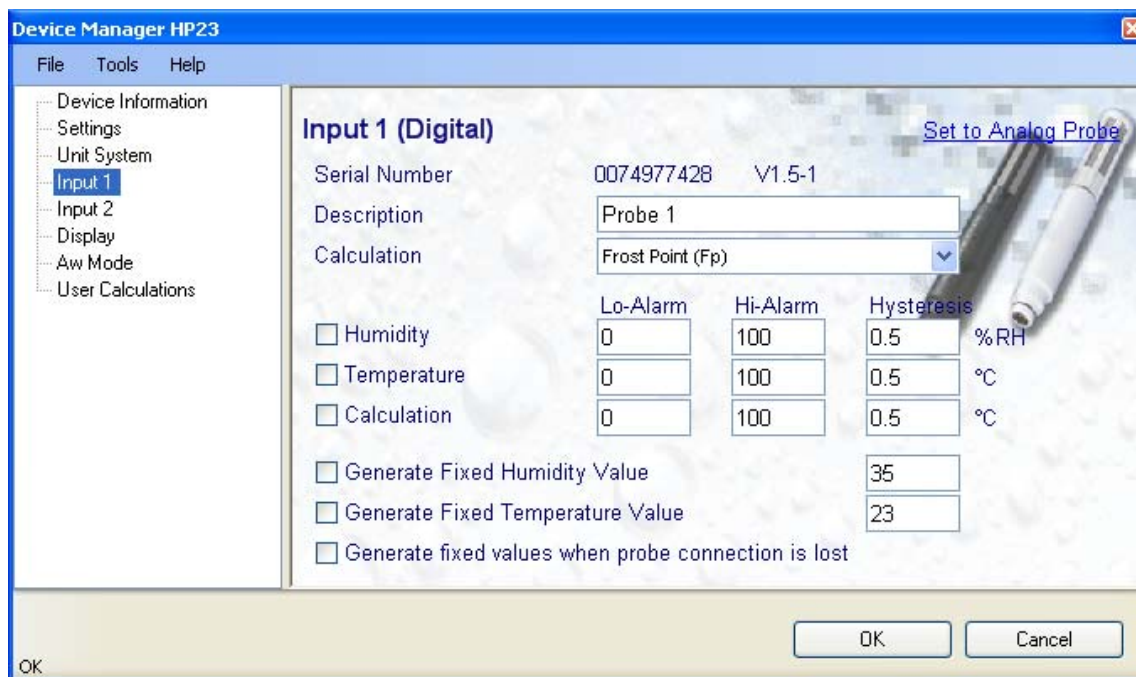 Device Manager HP23
File Tools Help
Device Information
Settings
Unit System
Input 1
Input 2
Display
Aw Mode
User Calculations
Input 1 (Digital)
Set to Analog Probe
Serial Number 0074977428 V1.5-1
Description Probe 1
Calculation Frost Point (Fp)
Lo-Alarm Hi-Alarm Hysteresis
Humidity 0 100 0.5 %RH
Temperature 0 100 0.5 °C
Calculation 0 100 0.5 °C
Generate Fixed Humidity Value 35
Generate Fixed Temperature Value 23
Generate fixed values when probe connection is lost
OK Cancel
OK